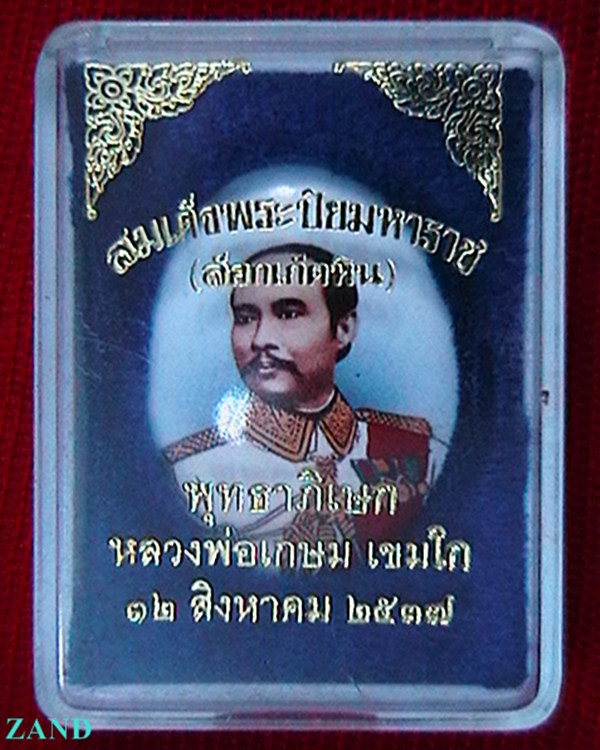 สมเด็จพระปิยมหาราช
(ล๊อกเก็ตหิน)
พุทธาภิเษก
หลวงพ่อเกษม เขมโก
๑๒ สิงหาคม ๒๕๓๗
ZAND